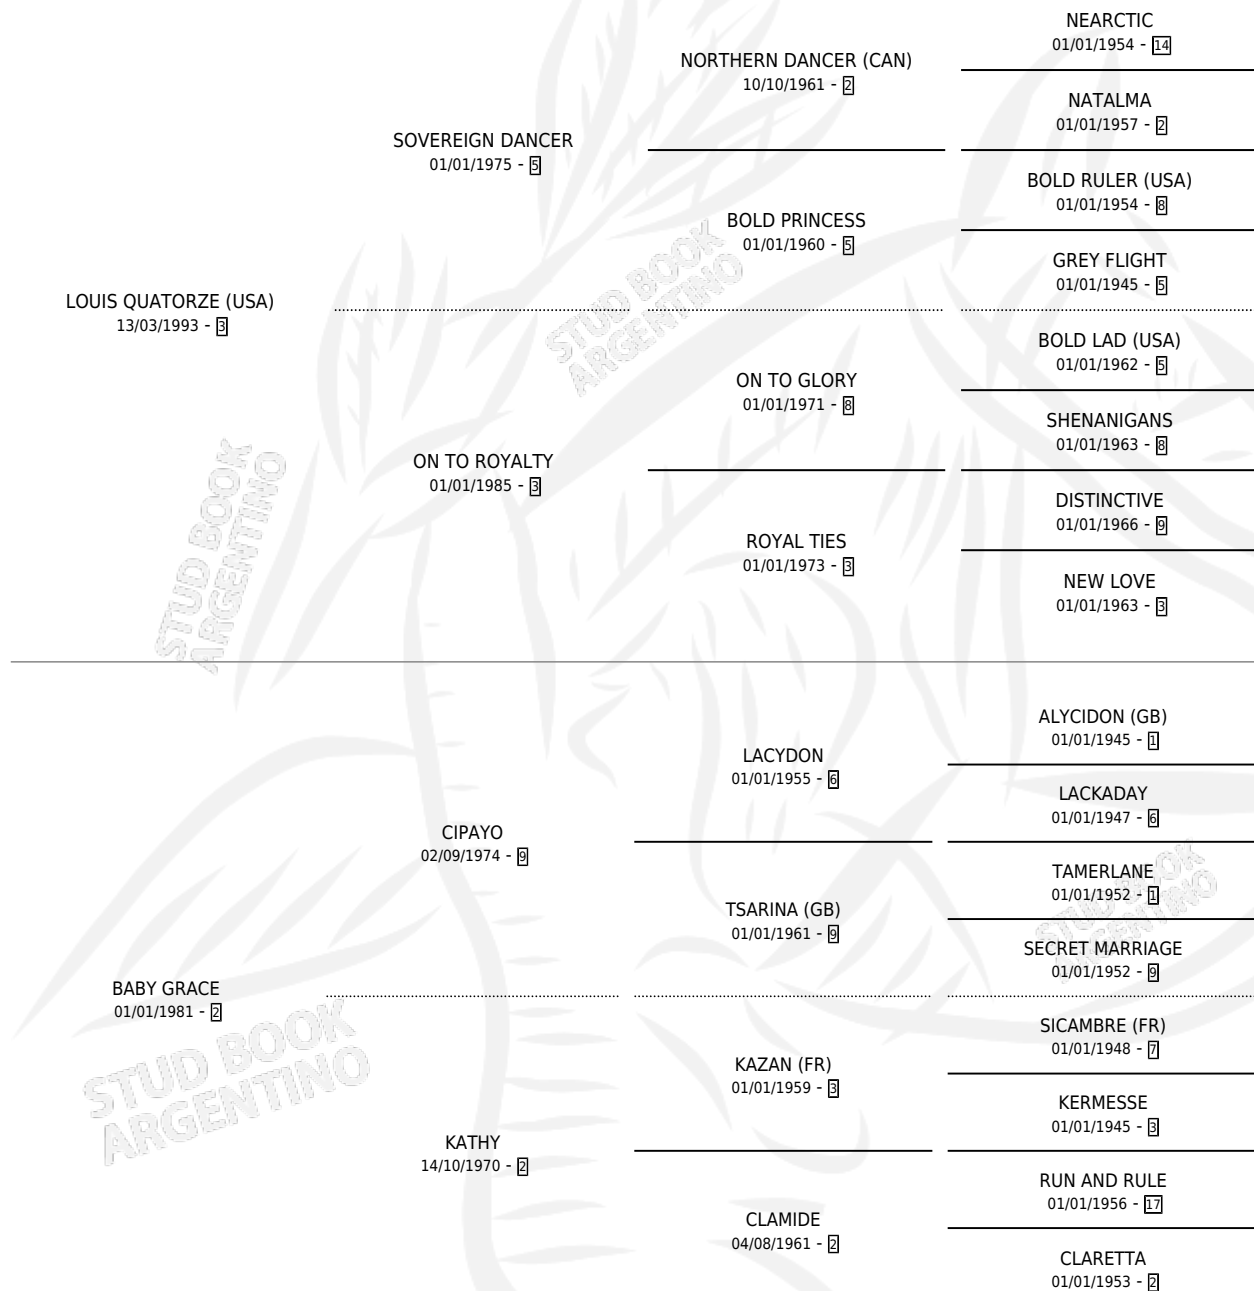 NEARCTIC
01/01/1954 - 14
NORTHERN DANCER (CAN)
10/10/1961 - 2
NATALMA
01/01/1957 - 2
SOVEREIGN DANCER
01/01/1975 - 5
BOLD RULER (USA)
01/01/1954 - 8
BOLD PRINCESS
01/01/1960 - 5
GREY FLIGHT
01/01/1945 - 5
LOUIS QUATORZE (USA)
13/03/1993 - 3
STUD BOOK
ARGENTINO
BOLD LAD (USA)
01/01/1962 - 5
ON TO GLORY
01/01/1971 - 8
SHENANIGANS
01/01/1963 - 8
ON TO ROYALTY
01/01/1985 - 3
DISTINCTIVE
01/01/1966 - 9
ROYAL TIES
01/01/1973 - 3
NEW LOVE
01/01/1963 - 3
STUD BOOK
ARGENTINO
ALYCIDON (GB)
01/01/1945 - 1
LACYDON
01/01/1955 - 6
LACKADAY
01/01/1947 - 6
CIPAYO
02/09/1974 - 9
TAMERLANE
01/01/1952 - 1
TSARINA (GB)
01/01/1961 - 9
SECRET MARRIAGE
01/01/1952 - 9
STUD BOOK
ARGENTINO
BABY GRACE
01/01/1981 - 2
SICAMBRE (FR)
01/01/1948 - 7
KAZAN (FR)
01/01/1959 - 3
KERMESSE
01/01/1945 - 3
STUD BOOK
ARGENTINO
KATHY
14/10/1970 - 2
RUN AND RULE
01/01/1956 - 17
CLAMIDE
04/08/1961 - 2
CLARETTA
01/01/1953 - 2